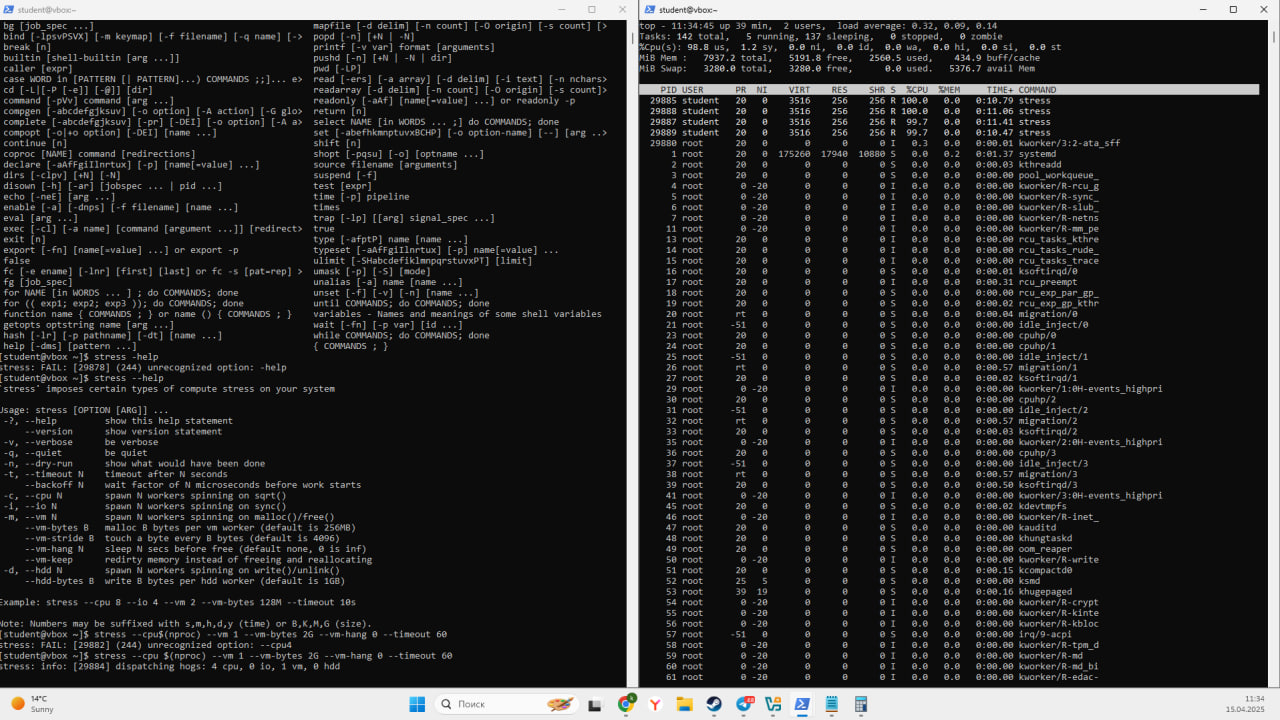 student@vbox:~
bg [job_spec ...]                                   mapfile [-d delim] [-n count] [-O origin] [-s count] [>
bind [-lpsvPSVX] [-m keymap] [-f filename] [-q name] [->  popd [-n] [+N | -N]
break [n]                                           printf [-v var] format [arguments]
builtin [shell-builtin [arg ...]]                   pushd [-n] [+N | -N | dir]
caller [expr]                                       pwd [-LP]
case WORD in [PATTERN [| PATTERN]...) COMMANDS ;;]... e>  read [-ers] [-a array] [-d delim] [-i text] [-n nchars>
cd [-L|[-P [-e]] [-@]] [dir]                        readarray [-d delim] [-n count] [-O origin] [-s count]>
command [-pVv] command [arg ...]                    readonly [-aAf] [name[=value] ...] or readonly -p
compgen [-abcdefgjksuv] [-o option] [-A action] [-G glo>  return [n]
complete [-abcdefgjksuv] [-pr] [-DEI] [-o option] [-A a>  select NAME [in WORDS ... ;] do COMMANDS; done
compopt [-o|+o option] [-DEI] [name ...]            set [-abefhkmnptuvxBCHP] [-o option-name] [--] [arg ..>
continue [n]                                        shift [n]
coproc [NAME] command [redirections]                shopt [-pqsu] [-o] [optname ...]
declare [-aAfFgiIlnrtux] [-p] [name[=value] ...]    source filename [arguments]
dirs [-clpv] [+N] [-N]                              suspend [-f]
disown [-h] [-ar] [jobspec ... | pid ...]           test [expr]
echo [-neE] [arg ...]                               time [-p] pipeline
enable [-a] [-dnps] [-f filename] [name ...]        times
eval [arg ...]                                      trap [-lp] [[arg] signal_spec ...]
exec [-cl] [-a name] [command [argument ...]] [redirect>  true
exit [n]                                            type [-afptP] name [name ...]
export [-fn] [name[=value] ...] or export -p        typeset [-aAfFgiIlnrtux] [-p] name[=value] ...
false                                               ulimit [-SHabcdefiklmnpqrstuvxPT] [limit]
fc [-e ename] [-lnr] [first] [last] or fc -s [pat=rep] >  umask [-p] [-S] [mode]
fg [job_spec]                                       unalias [-a] name [name ...]
for NAME [in WORDS ... ] ; do COMMANDS; done        unset [-f] [-v] [-n] [name ...]
for (( exp1; exp2; exp3 )); do COMMANDS; done       until COMMANDS; do COMMANDS; done
function name { COMMANDS ; } or name () { COMMANDS ; }  variables - Names and meanings of some shell variables
getopts optstring name [arg ...]                    wait [-fn] [-p var] [id ...]
hash [-lr] [-p pathname] [-dt] [name ...]           while COMMANDS; do COMMANDS; done
help [-dms] [pattern ...]                           { COMMANDS ; }
[student@vbox ~]$ stress -help
stress: FAIL: [29878] (244) unrecognized option: -help
[student@vbox ~]$ stress --help
`stress` imposes certain types of compute stress on your system
Usage: stress [OPTION [ARG]] ...
-?, --help         show this help statement
    --version      show version statement
-v, --verbose      be verbose
-q, --quiet        be quiet
-n, --dry-run      show what would have been done
-t, --timeout N    timeout after N seconds
    --backoff N    wait factor of N microseconds before work starts
-c, --cpu N        spawn N workers spinning on sqrt()
-i, --io N         spawn N workers spinning on sync()
-m, --vm N         spawn N workers spinning on malloc()/free()
    --vm-bytes B   malloc B bytes per vm worker (default is 256MB)
    --vm-stride B  touch a byte every B bytes (default is 4096)
    --vm-hang N    sleep N secs before free (default none, 0 is inf)
    --vm-keep      redirty memory instead of freeing and reallocating
-d, --hdd N        spawn N workers spinning on write()/unlink()
    --hdd-bytes B  write B bytes per hdd worker (default is 1GB)
Example: stress --cpu 8 --io 4 --vm 2 --vm-bytes 128M --timeout 10s
Note: Numbers may be suffixed with s,m,h,d,y (time) or B,K,M,G (size).
[student@vbox ~]$ stress --cpu$(nproc) --vm 1 --vm-bytes 2G --vm-hang 0 --timeout 60
stress: FAIL: [29882] (244) unrecognized option: --cpu4
[student@vbox ~]$ stress --cpu $(nproc) --vm 1 --vm-bytes 2G --vm-hang 0 --timeout 60
stress: info: [29884] dispatching hogs: 4 cpu, 0 io, 1 vm, 0 hdd
student@vbox:~
top - 11:34:45 up 39 min,  2 users,  load average: 0.32, 0.09, 0.14
Tasks: 142 total,   5 running, 137 sleeping,   0 stopped,   0 zombie
%Cpu(s): 98.8 us,  1.2 sy,  0.0 ni,  0.0 id,  0.0 wa,  0.0 hi,  0.0 si,  0.0 st
MiB Mem :   7937.2 total,   5191.8 free,   2560.5 used,    434.9 buff/cache
MiB Swap:   3280.0 total,   3280.0 free,      0.0 used.   5376.7 avail Mem
PID USER      PR  NI    VIRT    RES    SHR S  %CPU  %MEM     TIME+ COMMAND
29885 student   20   0    3516    256    256 R 100.0   0.0   0:10.79 stress
29888 student   20   0    3516    256    256 R 100.0   0.0   0:11.06 stress
29887 student   20   0    3516    256    256 R  99.7   0.0   0:11.41 stress
29889 student   20   0    3516    256    256 R  99.7   0.0   0:10.47 stress
29880 root      20   0       0      0      0 I   0.3   0.0   0:00.01 kworker/3:2-ata_sff
1 root      20   0  175260  17940  10880 S   0.0   0.2   0:01.37 systemd
2 root      20   0       0      0      0 S   0.0   0.0   0:00.03 kthreadd
3 root      20   0       0      0      0 S   0.0   0.0   0:00.00 pool_workqueue_
4 root       0 -20       0      0      0 I   0.0   0.0   0:00.00 kworker/R-rcu_g
5 root       0 -20       0      0      0 I   0.0   0.0   0:00.00 kworker/R-sync_
6 root       0 -20       0      0      0 I   0.0   0.0   0:00.00 kworker/R-slub_
7 root       0 -20       0      0      0 I   0.0   0.0   0:00.00 kworker/R-netns
11 root       0 -20       0      0      0 I   0.0   0.0   0:00.00 kworker/R-mm_pe
13 root      20   0       0      0      0 I   0.0   0.0   0:00.00 rcu_tasks_kthre
14 root      20   0       0      0      0 I   0.0   0.0   0:00.00 rcu_tasks_rude_
15 root      20   0       0      0      0 I   0.0   0.0   0:00.00 rcu_tasks_trace
16 root      20   0       0      0      0 S   0.0   0.0   0:00.01 ksoftirqd/0
17 root      20   0       0      0      0 I   0.0   0.0   0:00.31 rcu_preempt
18 root      20   0       0      0      0 S   0.0   0.0   0:00.00 rcu_exp_par_gp_
19 root      20   0       0      0      0 S   0.0   0.0   0:00.02 rcu_exp_gp_kthr
20 root      rt   0       0      0      0 S   0.0   0.0   0:00.04 migration/0
21 root     -51   0       0      0      0 S   0.0   0.0   0:00.00 idle_inject/0
23 root      20   0       0      0      0 S   0.0   0.0   0:00.00 cpuhp/0
24 root      20   0       0      0      0 S   0.0   0.0   0:00.00 cpuhp/1
25 root     -51   0       0      0      0 S   0.0   0.0   0:00.00 idle_inject/1
26 root      rt   0       0      0      0 S   0.0   0.0   0:00.57 migration/1
27 root      20   0       0      0      0 S   0.0   0.0   0:00.02 ksoftirqd/1
29 root       0 -20       0      0      0 I   0.0   0.0   0:00.00 kworker/1:0H-events_highpri
30 root      20   0       0      0      0 S   0.0   0.0   0:00.00 cpuhp/2
31 root     -51   0       0      0      0 S   0.0   0.0   0:00.00 idle_inject/2
32 root      rt   0       0      0      0 S   0.0   0.0   0:00.57 migration/2
33 root      20   0       0      0      0 S   0.0   0.0   0:00.03 ksoftirqd/2
35 root       0 -20       0      0      0 I   0.0   0.0   0:00.00 kworker/2:0H-events_highpri
36 root      20   0       0      0      0 S   0.0   0.0   0:00.00 cpuhp/3
37 root     -51   0       0      0      0 S   0.0   0.0   0:00.00 idle_inject/3
38 root      rt   0       0      0      0 S   0.0   0.0   0:00.57 migration/3
39 root      20   0       0      0      0 S   0.0   0.0   0:00.50 ksoftirqd/3
41 root       0 -20       0      0      0 I   0.0   0.0   0:00.00 kworker/3:0H-events_highpri
45 root      20   0       0      0      0 S   0.0   0.0   0:00.02 kdevtmpfs
46 root       0 -20       0      0      0 I   0.0   0.0   0:00.00 kworker/R-inet_
47 root      20   0       0      0      0 S   0.0   0.0   0:00.00 kauditd
48 root      20   0       0      0      0 S   0.0   0.0   0:00.00 khungtaskd
49 root      20   0       0      0      0 S   0.0   0.0   0:00.00 oom_reaper
50 root       0 -20       0      0      0 I   0.0   0.0   0:00.00 kworker/R-write
51 root      20   0       0      0      0 S   0.0   0.0   0:00.15 kcompactd0
52 root      25   5       0      0      0 S   0.0   0.0   0:00.00 ksmd
53 root      39  19       0      0      0 S   0.0   0.0   0:00.16 khugepaged
54 root       0 -20       0      0      0 I   0.0   0.0   0:00.00 kworker/R-crypt
55 root       0 -20       0      0      0 I   0.0   0.0   0:00.00 kworker/R-kinte
56 root       0 -20       0      0      0 I   0.0   0.0   0:00.00 kworker/R-kbloc
57 root     -51   0       0      0      0 S   0.0   0.0   0:00.00 irq/9-acpi
58 root       0 -20       0      0      0 I   0.0   0.0   0:00.00 kworker/R-tpm_d
59 root       0 -20       0      0      0 I   0.0   0.0   0:00.00 kworker/R-md
60 root       0 -20       0      0      0 I   0.0   0.0   0:00.00 kworker/R-md_bi
61 root       0 -20       0      0      0 I   0.0   0.0   0:00.00 kworker/R-edac-
14°C
Sunny
Поиск
11:34
15.04.2025